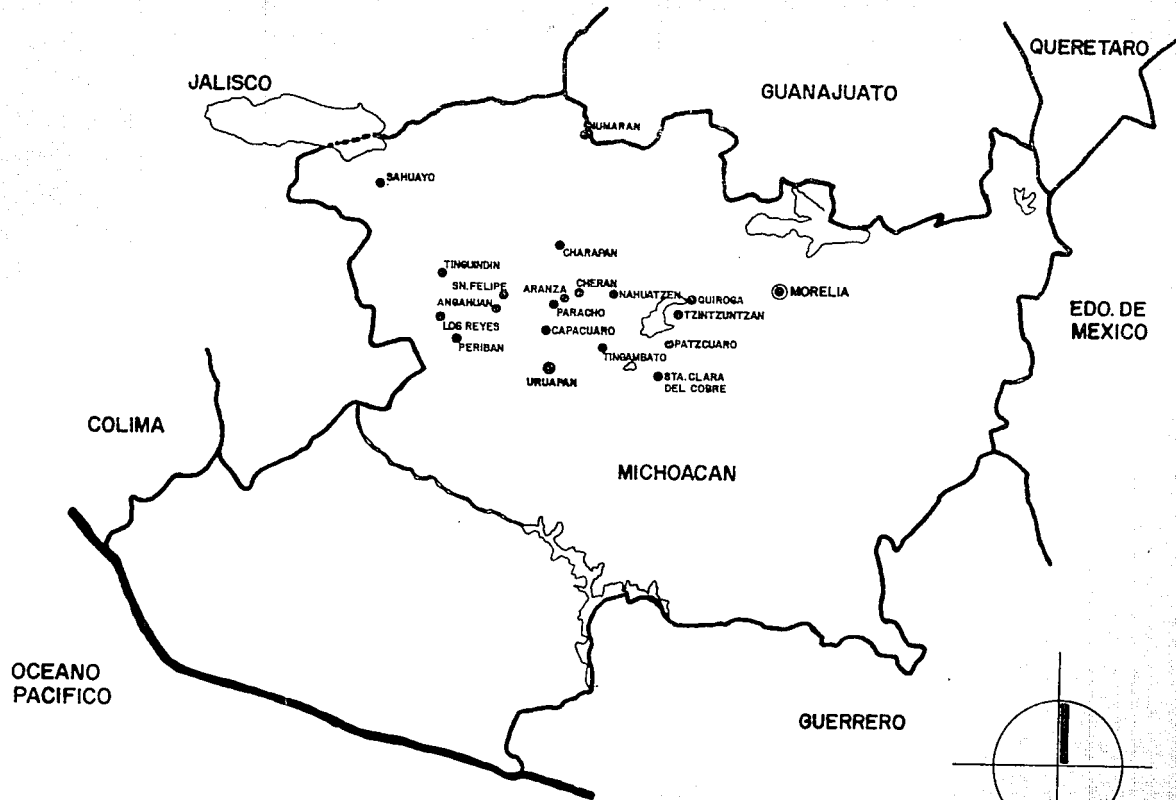 QUERETARO
JALISCO
GUANAJUATO
NUMARAN
SAHUAYO
CHARAPAN
TINGUINDIN
SN. FELIPE
ARANZA
CHERAN
NAHUATZEN
QUIROGA
MORELIA
ANGAHUAN
PARACHO
TZINTZUNTZAN
LOS REYES
CAPACUARO
PERIBAN
PATZCUARO
TINGAMBATO
URUAPAN
STA. CLARA
DEL COBRE
EDO. DE
MEXICO
COLIMA
MICHOACAN
OCEANO
PACIFICO
GUERRERO